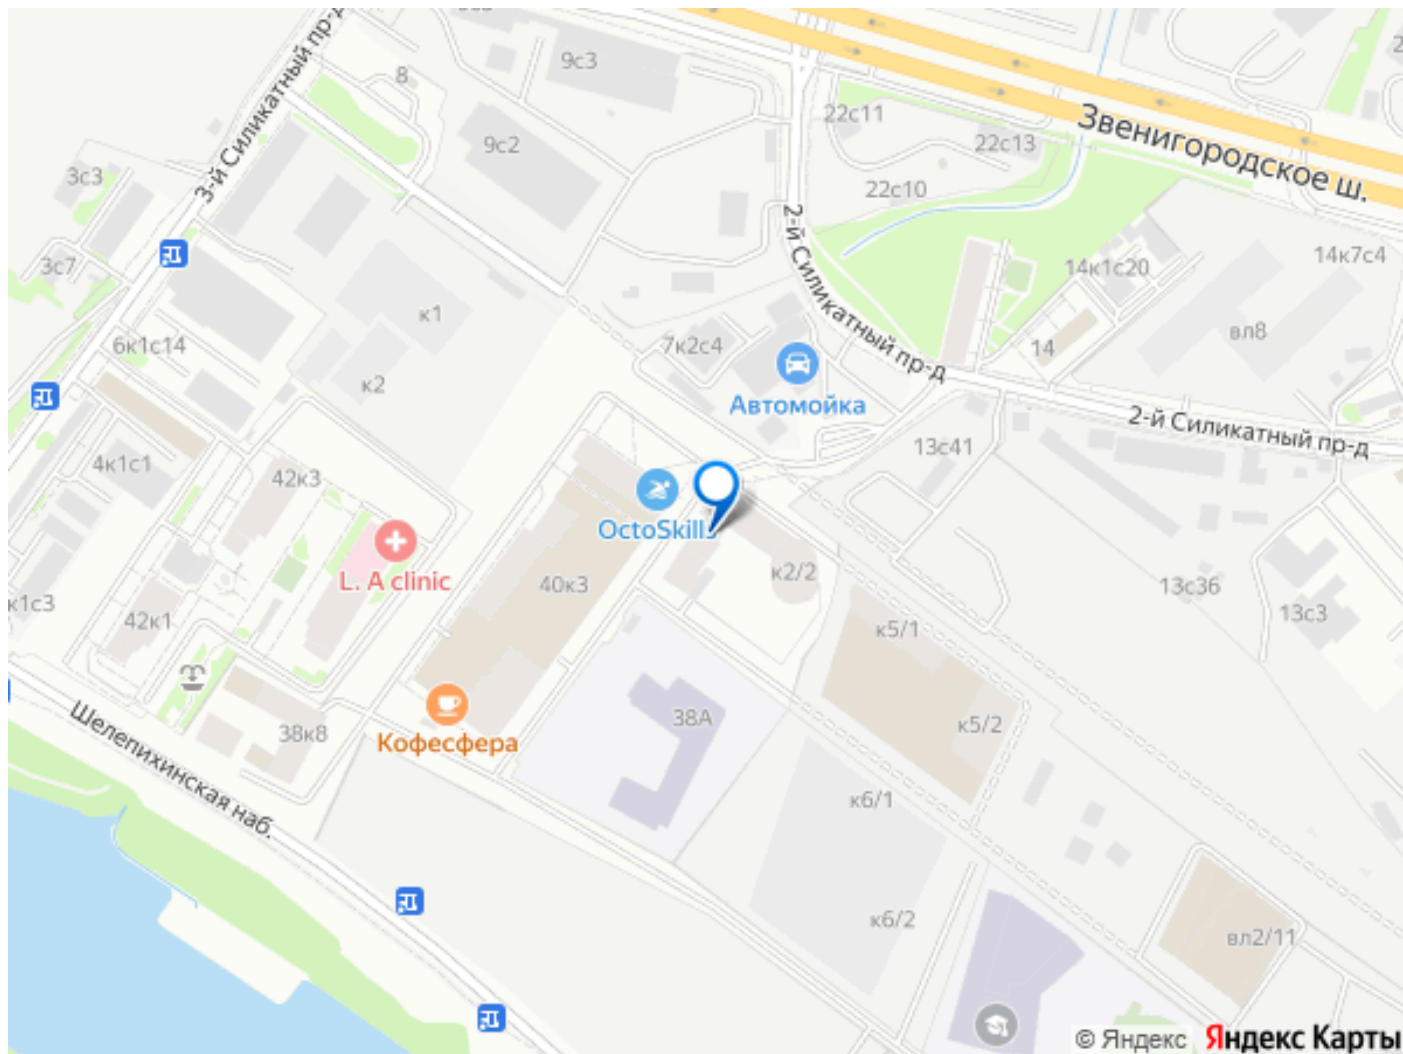 9с3
8
3-й Силикатный пр-д
9с2
22с11
22с13
Звенигородское ш.
3с3
22с10
2-й Силикатный пр-д
3с7
14к1с20
14к7с4
к1
6к1с14
7к2с4
14
вл8
к2
Автомойка
2-й Силикатный пр-д
4к1с1
42к3
13с41
OctoSkills
L. A clinic
40к3
к2/2
13с36
к1с3
42к1
13с3
к5/1
Шелепихинская наб.
38к8
Кофесфера
38А
к5/2
к6/1
к6/2
вл2/11
© Яндекс
Яндекс Карты